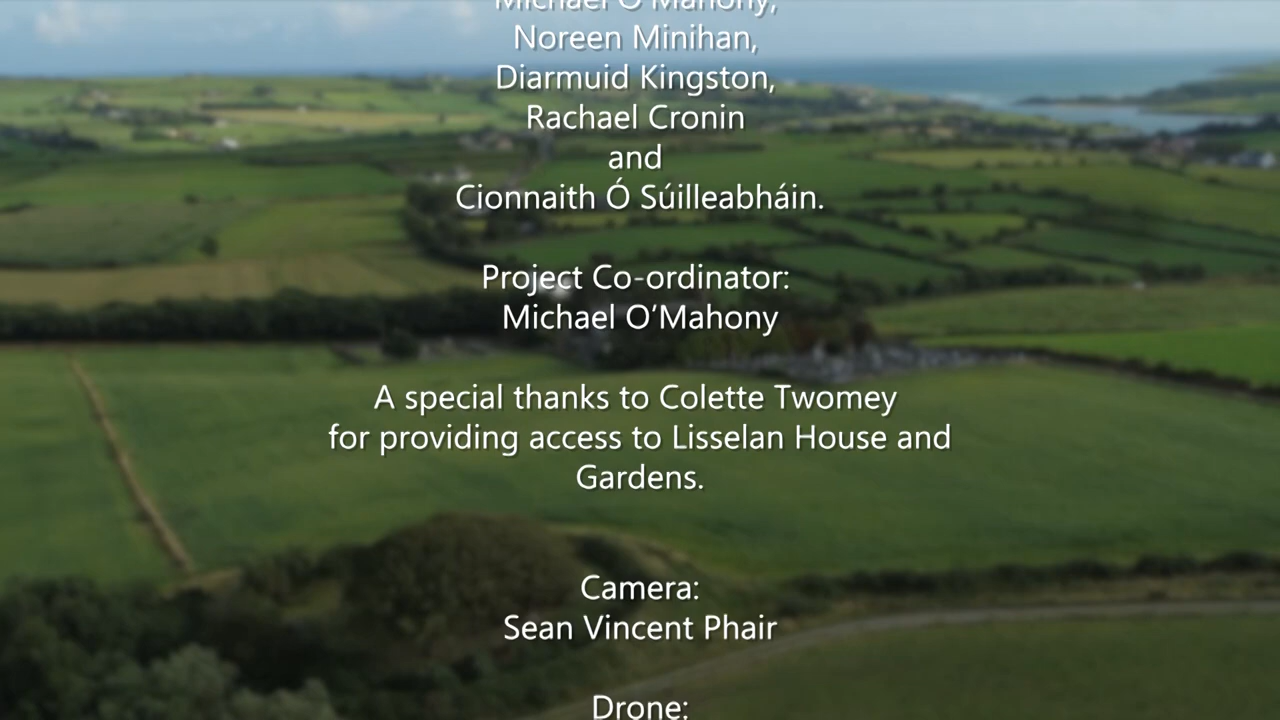 Michael O'Mahony,
Noreen Minihan,
Diarmuid Kingston,
Rachael Cronin
and
Cionnaith Ó Súilleabháin.
Project Co-ordinator:
Michael O’Mahony
A special thanks to Colette Twomey
for providing access to Lisselan House and
Gardens.
Camera:
Sean Vincent Phair
Drone: